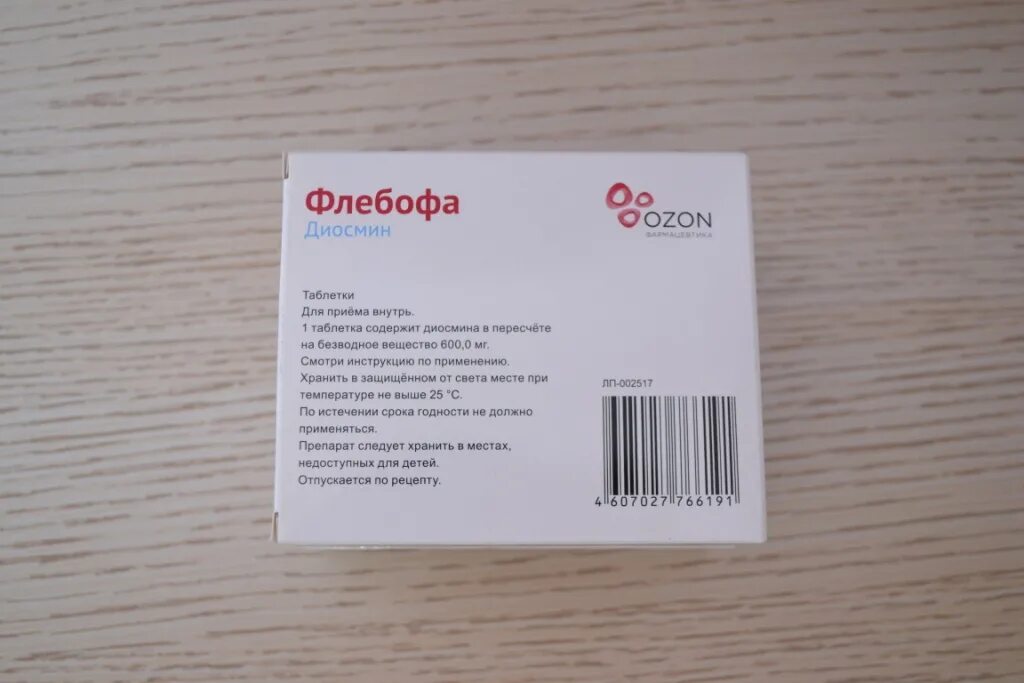 Флебофа
Диосмин
OZON
ФАРМАЦЕВТИКА
Таблетки
Для приёма внутрь.
1 таблетка содержит диосмина в пересчёте
на безводное вещество 600,0 мг.
Смотри инструкцию по применению.
Хранить в защищённом от света месте при
температуре не выше 25 °С.
По истечении срока годности не должно
применяться.
Препарат следует хранить в местах,
недоступных для детей.
Отпускается по рецепту.
ЛП-002517
4 607027 766191